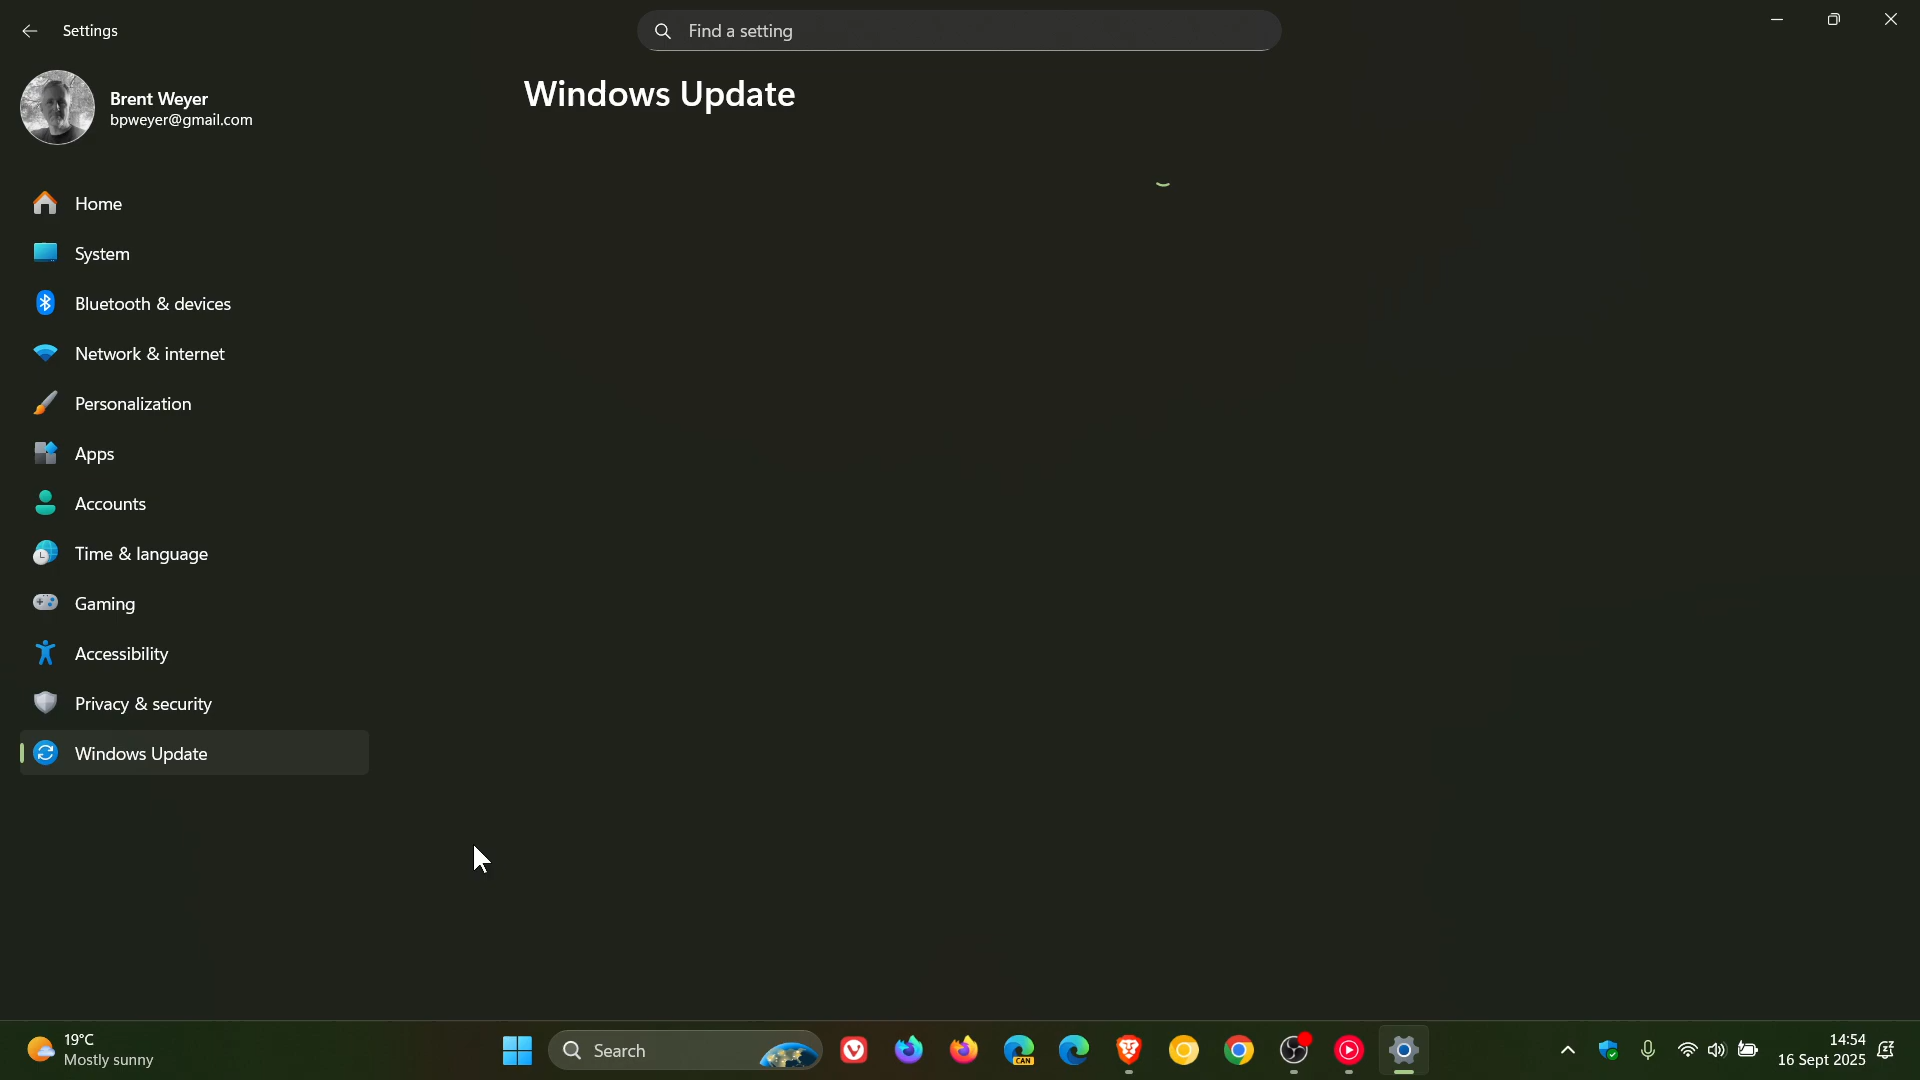 Settings
Find a setting
Brent Weyer
bpweyer@gmail.com
Windows Update
Home
System
Bluetooth & devices
Network & internet
Personalization
Apps
Accounts
Time & language
Gaming
Accessibility
Privacy & security
Windows Update
19°C
Mostly sunny
Search
CAN
14:54
16 Sept 2025